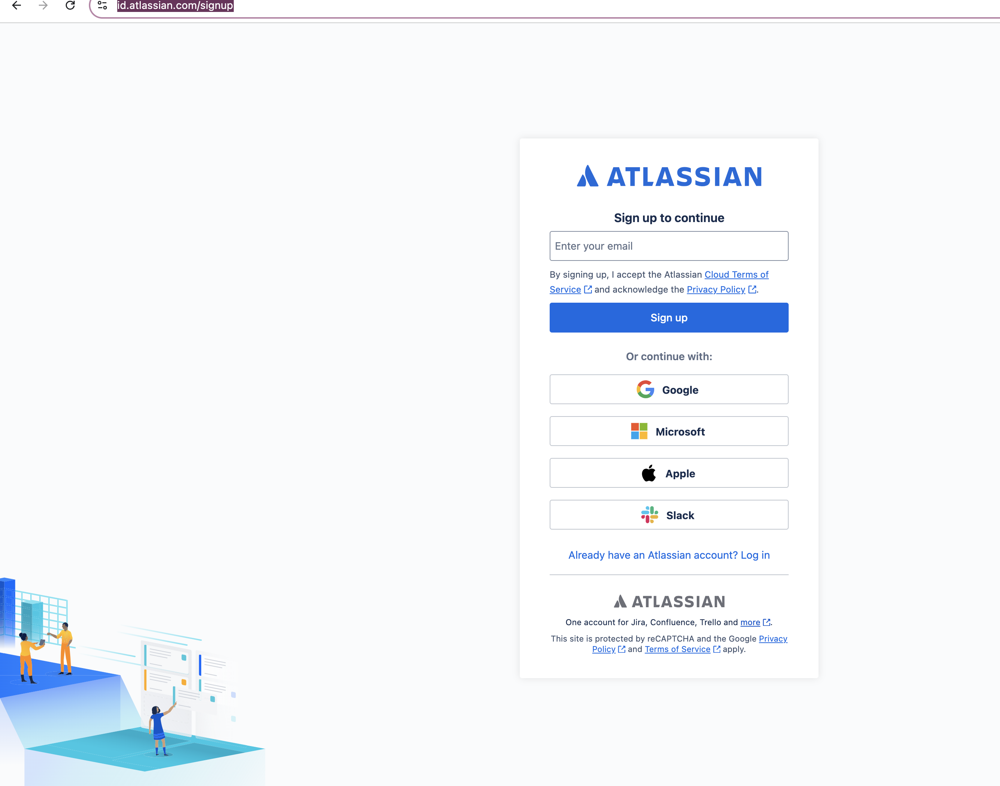 id.atlassian.com/signup
ATLASSIAN
Sign up to continue
Enter your email
By signing up, I accept the Atlassian Cloud Terms of
Service and acknowledge the Privacy Policy.
Sign up
Or continue with:
Google
Microsoft
Apple
Slack
Already have an Atlassian account? Log in
ATLASSIAN
One account for Jira, Confluence, Trello and more.
This site is protected by reCAPTCHA and the Google Privacy
Policy and Terms of Service apply.